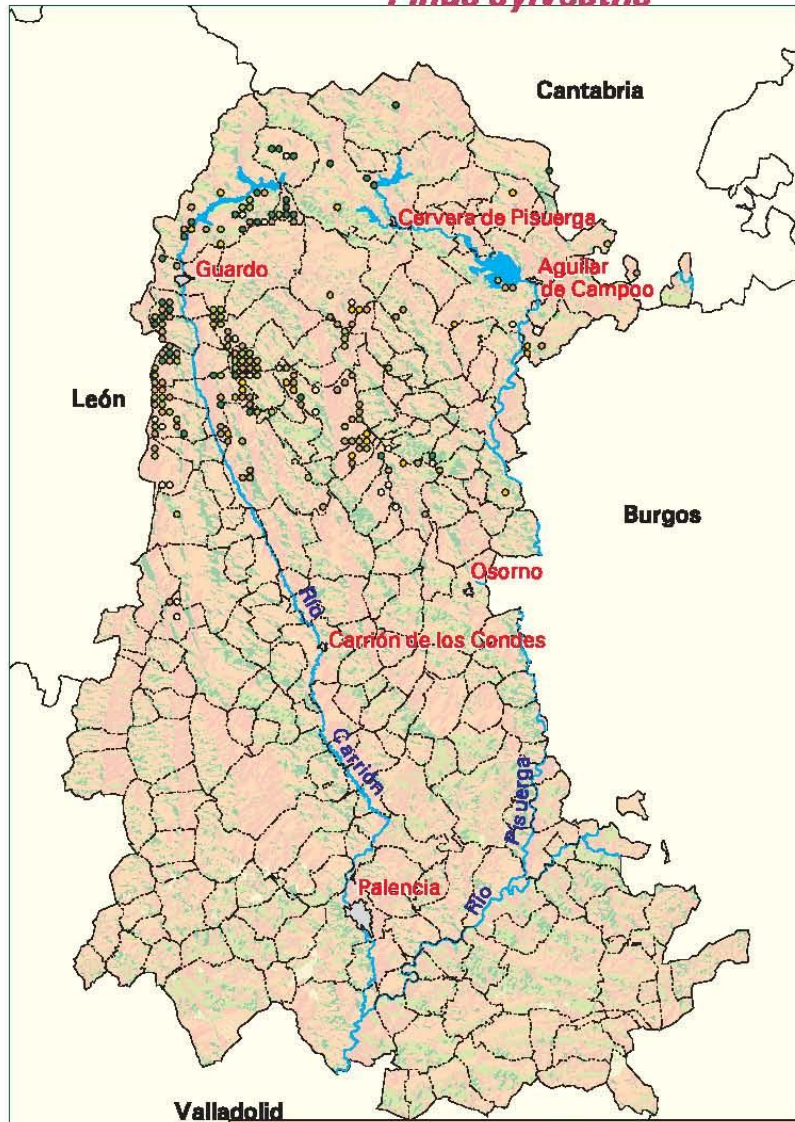 Pinus sylvestris
Cantabria
Cervera de Pisuerga
Guardo
Aguilar
de Campoo
León
Burgos
Osorno
Río
Carrión de los Condes
Carrión
Pisuerga
Palencia
Río
Valladolid